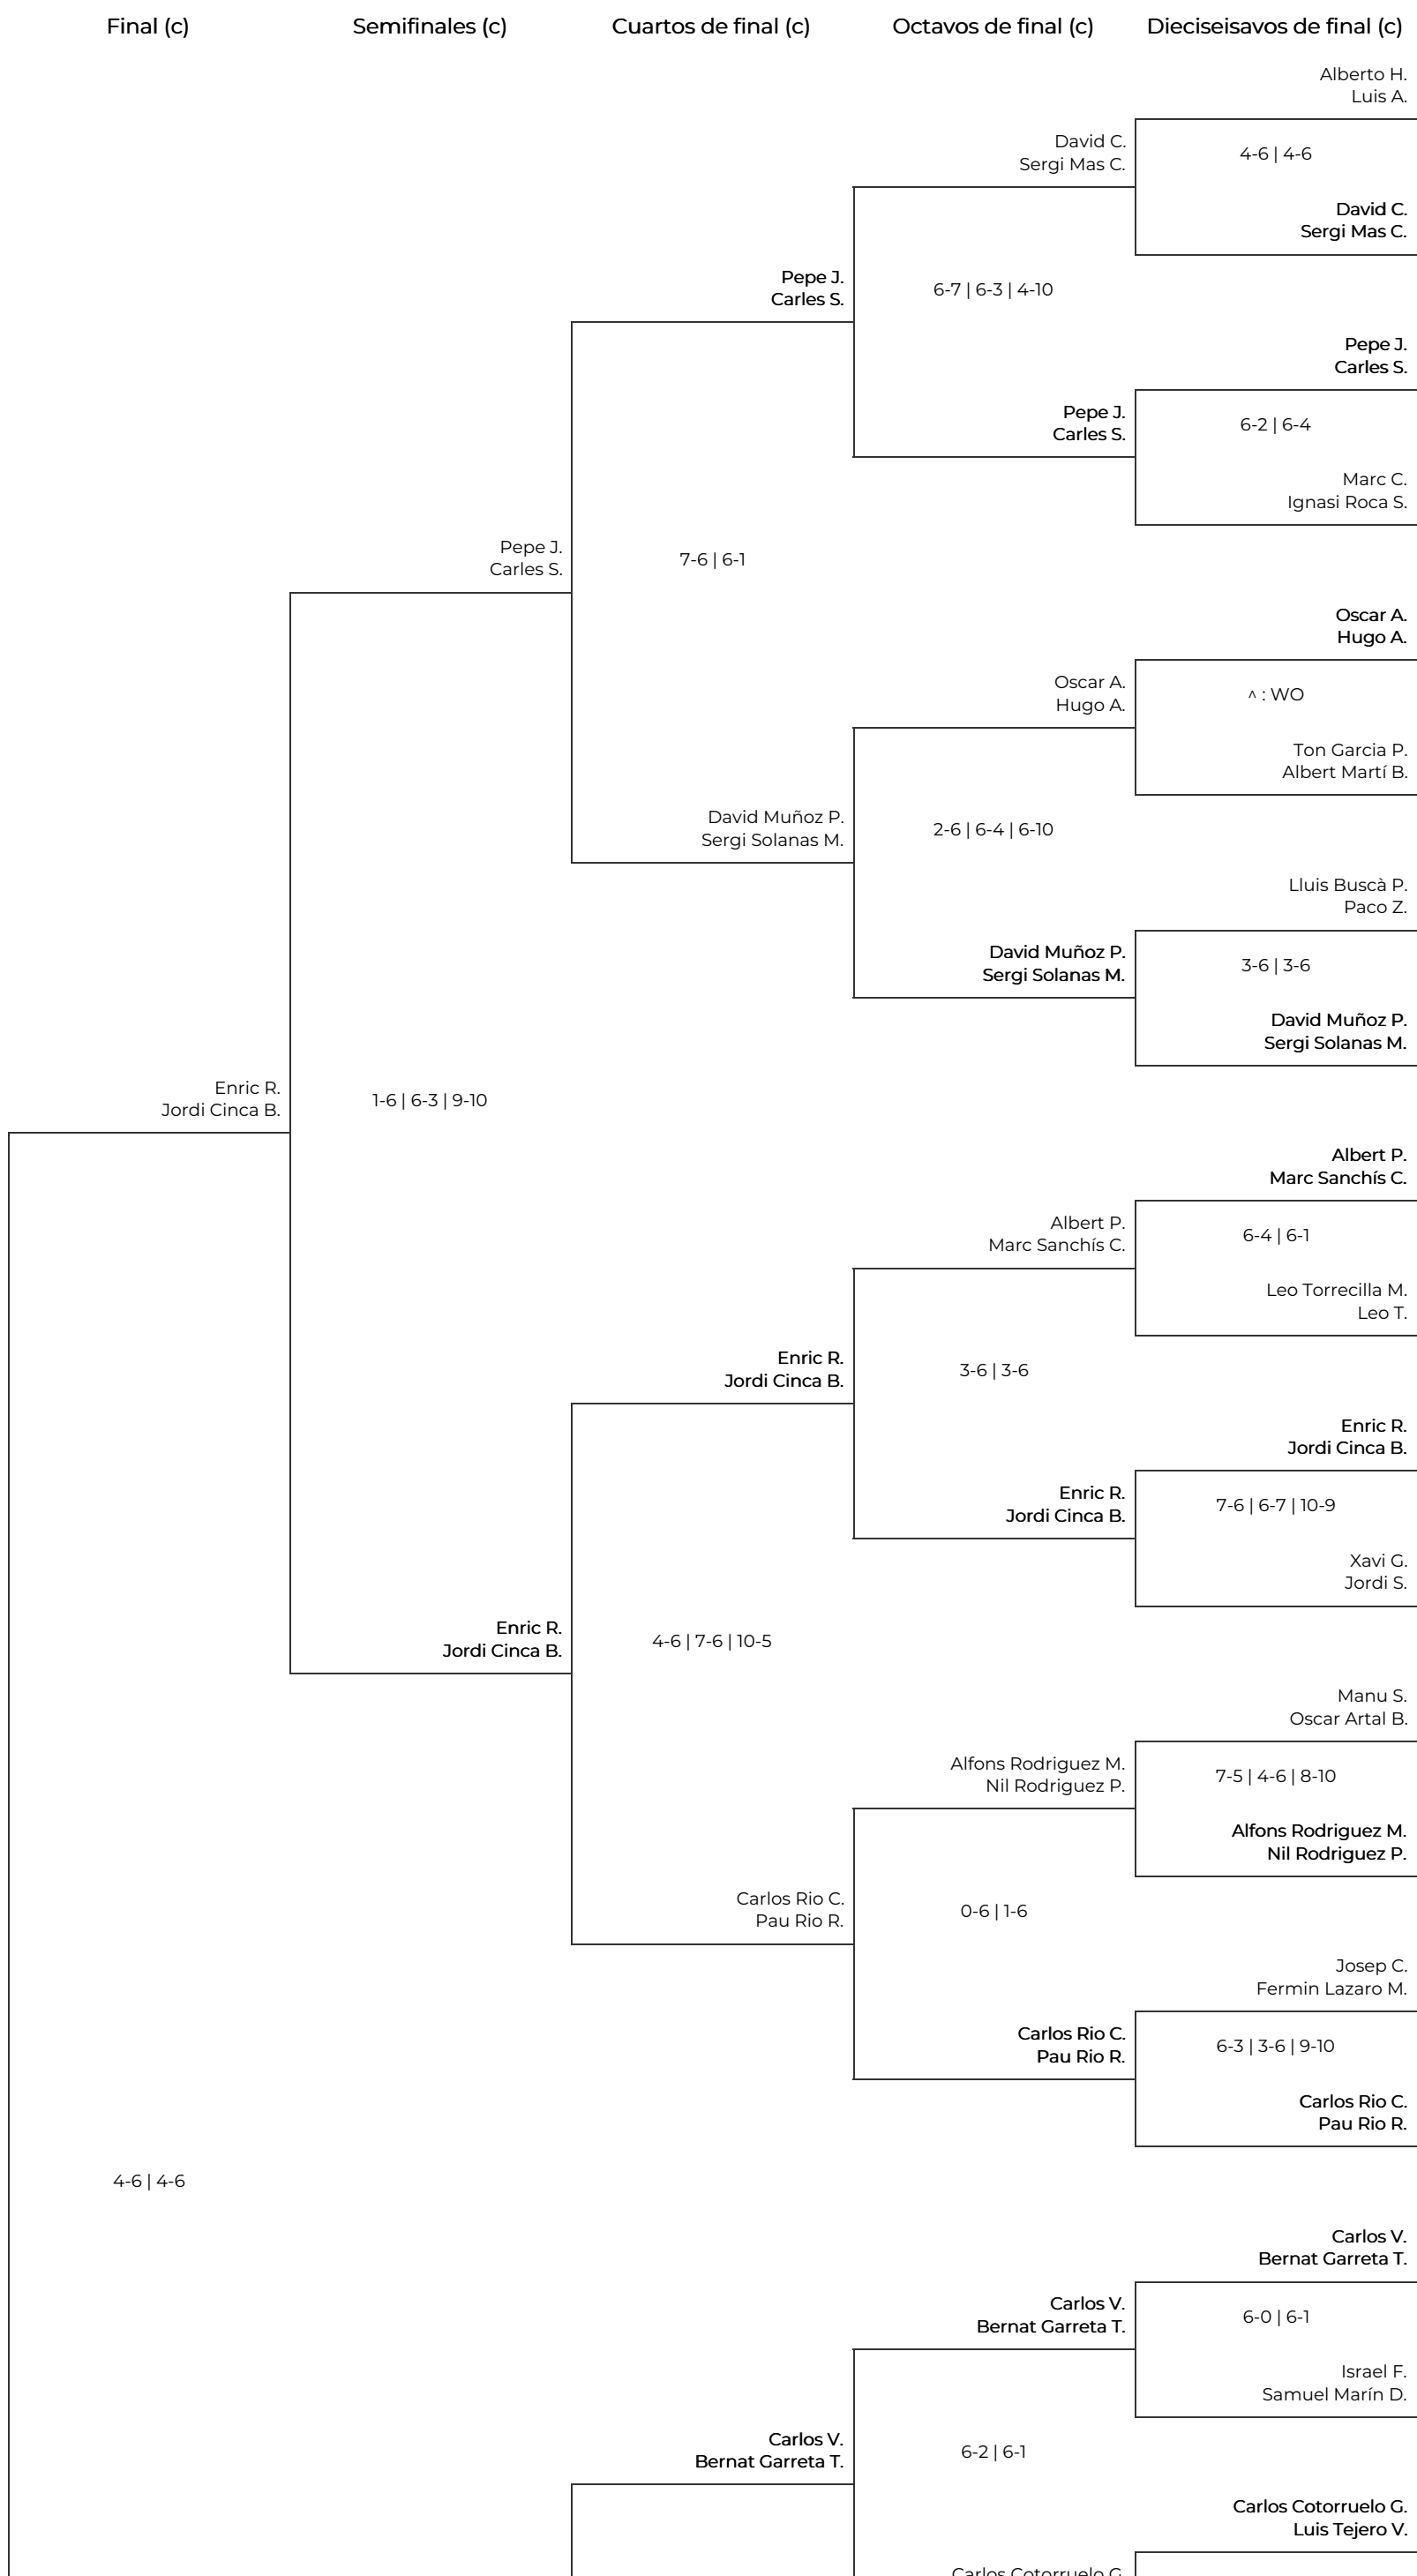 Final (c)
Semifinales (c)
Cuartos de final (c)
Octavos de final (c)
Dieciseisavos de final (c)
Alberto H.
Luis A.
David C.
Sergi Mas C.
4-6 | 4-6
David C.
Sergi Mas C.
Pepe J.
Carles S.
6-7 | 6-3 | 4-10
Pepe J.
Carles S.
Pepe J.
Carles S.
6-2 | 6-4
Marc C.
Ignasi Roca S.
Pepe J.
Carles S.
7-6 | 6-1
Oscar A.
Hugo A.
Oscar A.
Hugo A.
^ : WO
Ton Garcia P.
Albert Martí B.
David Muñoz P.
Sergi Solanas M.
2-6 | 6-4 | 6-10
Lluis Buscà P.
Paco Z.
David Muñoz P.
Sergi Solanas M.
3-6 | 3-6
David Muñoz P.
Sergi Solanas M.
Enric R.
Jordi Cinca B.
1-6 | 6-3 | 9-10
Albert P.
Marc Sanchís C.
Albert P.
Marc Sanchís C.
6-4 | 6-1
Leo Torrecilla M.
Leo T.
Enric R.
Jordi Cinca B.
3-6 | 3-6
Enric R.
Jordi Cinca B.
Enric R.
Jordi Cinca B.
7-6 | 6-7 | 10-9
Xavi G.
Jordi S.
Enric R.
Jordi Cinca B.
4-6 | 7-6 | 10-5
Manu S.
Oscar Artal B.
Alfons Rodriguez M.
Nil Rodriguez P.
7-5 | 4-6 | 8-10
Alfons Rodriguez M.
Nil Rodriguez P.
Carlos Rio C.
Pau Rio R.
0-6 | 1-6
Josep C.
Fermin Lazaro M.
Carlos Rio C.
Pau Rio R.
6-3 | 3-6 | 9-10
Carlos Rio C.
Pau Rio R.
4-6 | 4-6
Carlos V.
Bernat Garreta T.
Carlos V.
Bernat Garreta T.
6-0 | 6-1
Israel F.
Samuel Marín D.
Carlos V.
Bernat Garreta T.
6-2 | 6-1
Carlos Cotorruelo G.
Luis Tejero V.
Carlos Cotorruelo G.